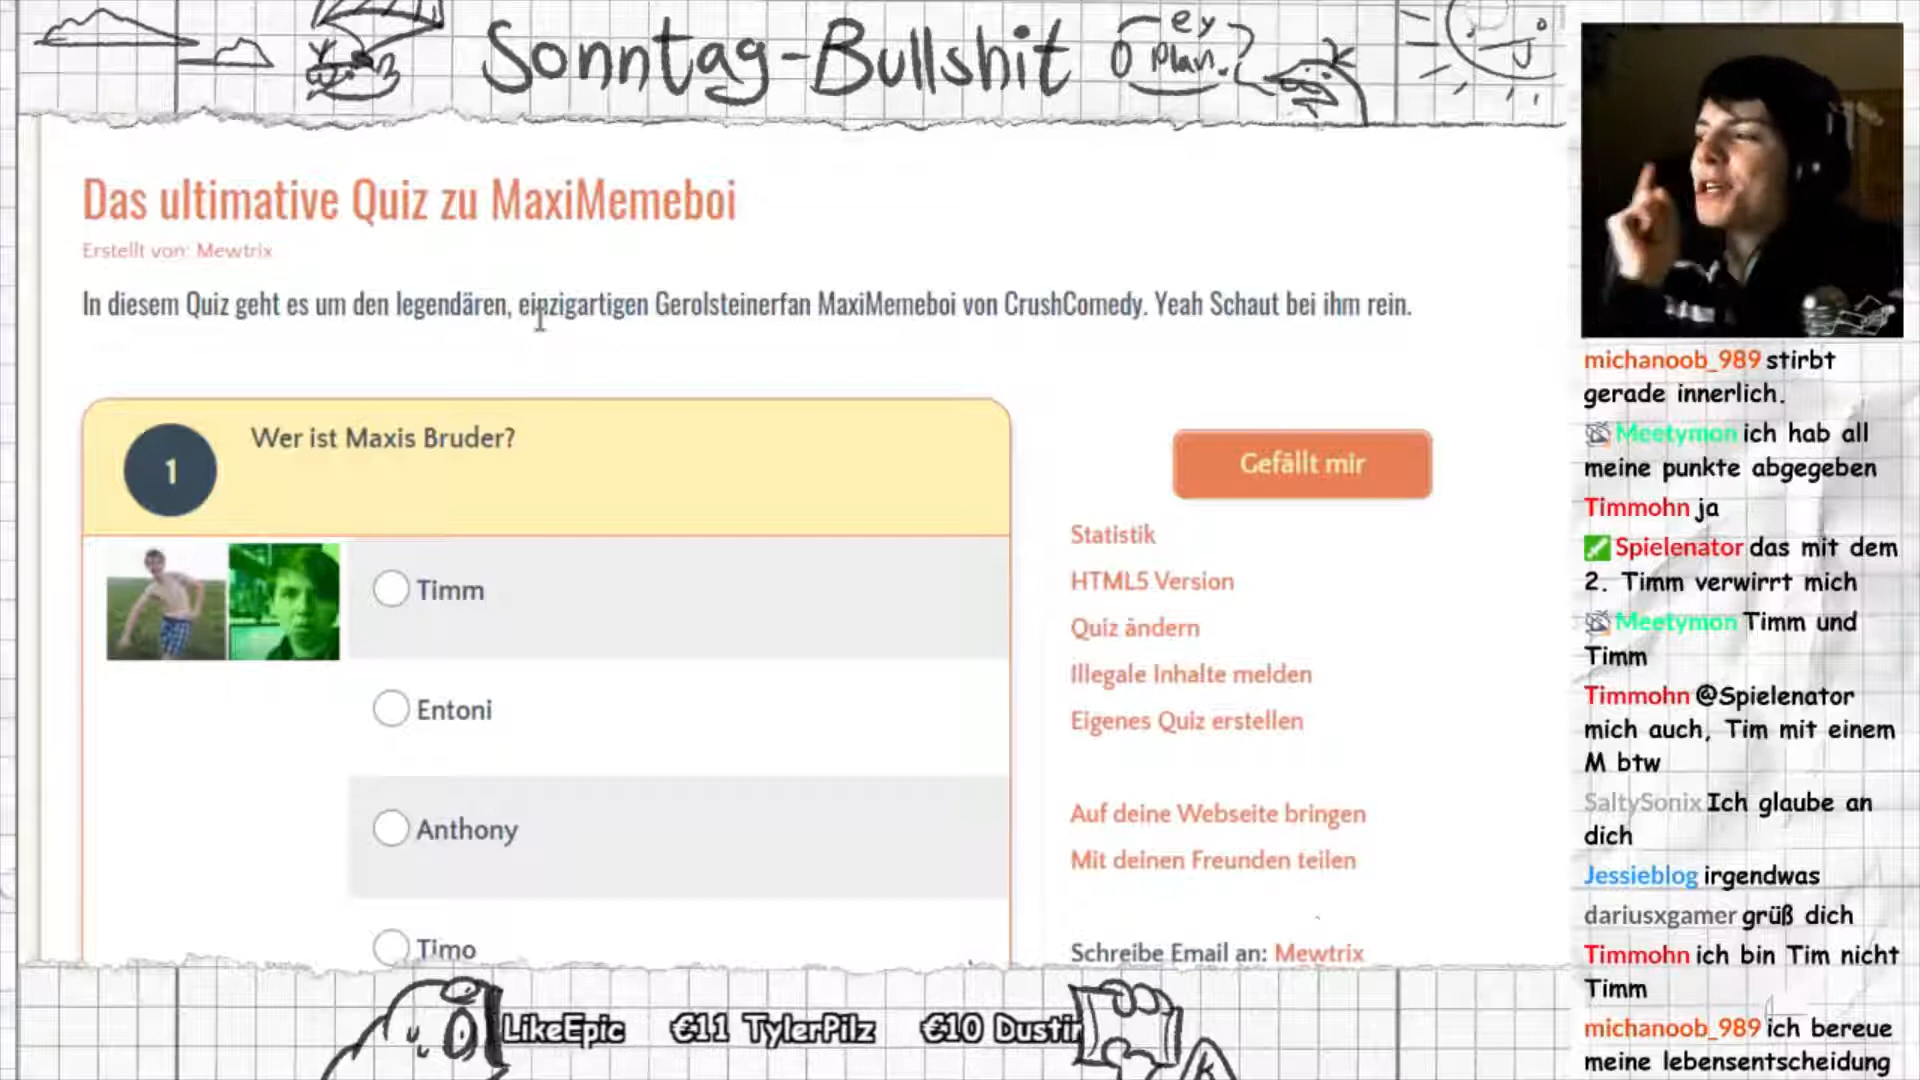 Sonntag-Bullshit
ey
plan.
Das ultimative Quiz zu MaxiMemeboi
Erstellt von: Mewtrix
In diesem Quiz geht es um den legendären, einzigartigen Gerolsteinerfan MaxiMemeboi von CrushComedy. Yeah Schaut bei ihm rein.
1
Wer ist Maxis Bruder?
Timm
Entoni
Anthony
Timo
Gefällt mir
Statistik
HTML5 Version
Quiz ändern
Illegale Inhalte melden
Eigenes Quiz erstellen
Auf deine Webseite bringen
Mit deinen Freunden teilen
Schreibe Email an: Mewtrix
michanoob_989 stirbt
gerade innerlich.
Meetymon ich hab all
meine punkte abgegeben
Timmohn ja
Spielenator das mit dem
2. Timm verwirrt mich
Meetymon Timm und
Timm
Timmohn @Spielenator
mich auch, Tim mit einem
M btw
SaltySonix Ich glaube an
dich
Jessieblog irgendwas
dariusxgamer grüß dich
Timmohn ich bin Tim nicht
Timm
michanoob_989 ich bereue
meine lebensentscheidung
LikeEpic €11 TylerPilz €10 Dustin